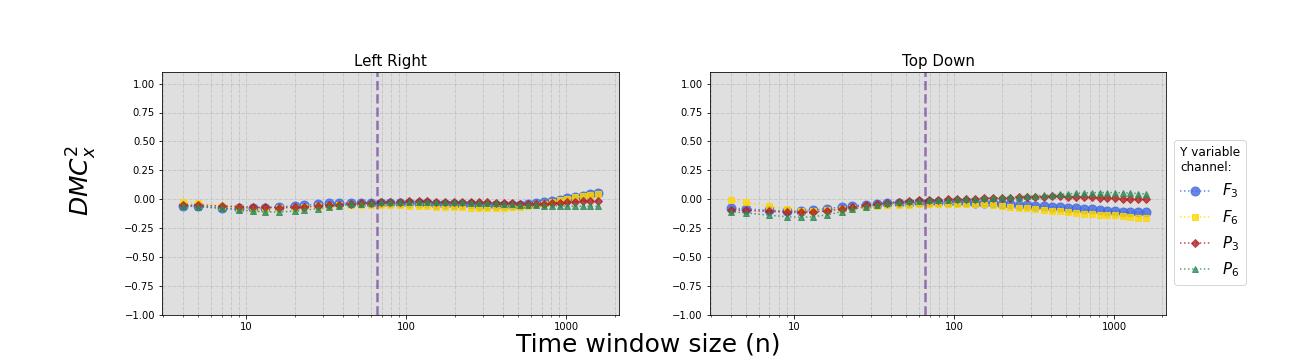 Left Right
Top Down
1.00
0.75
0.50
0.25
0.00
−0.25
−0.50
−0.75
−1.00
10
100
1000
1.00
0.75
0.50
0.25
0.00
−0.25
−0.50
−0.75
−1.00
10
100
1000
DMC²ₓ
Time window size (n)
Y variable
channel:
F₃
F₆
P₃
P₆